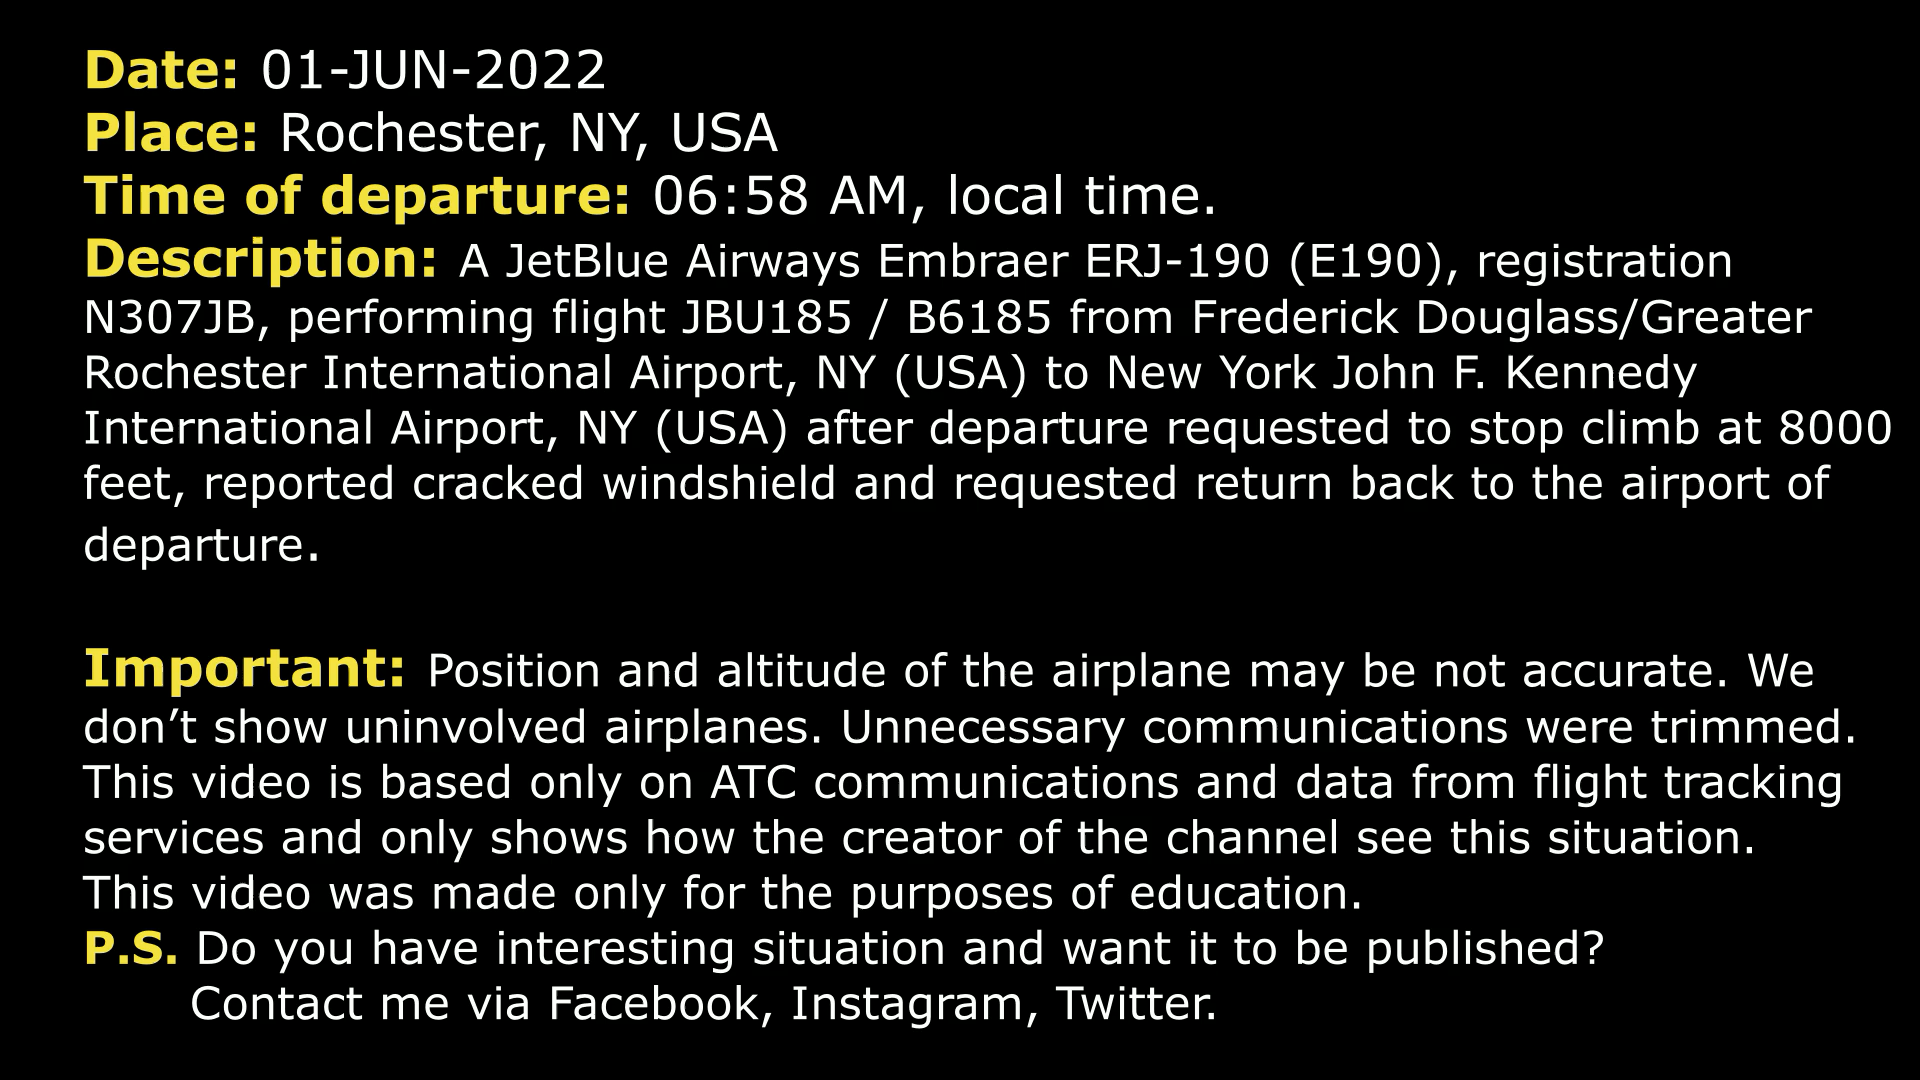 Date: 01-JUN-2022
Place: Rochester, NY, USA
Time of departure: 06:58 AM, local time.
Description: A JetBlue Airways Embraer ERJ-190 (E190), registration
N307JB, performing flight JBU185 / B6185 from Frederick Douglass/Greater
Rochester International Airport, NY (USA) to New York John F. Kennedy
International Airport, NY (USA) after departure requested to stop climb at 8000
feet, reported cracked windshield and requested return back to the airport of
departure.
Important: Position and altitude of the airplane may be not accurate. We
don’t show uninvolved airplanes. Unnecessary communications were trimmed.
This video is based only on ATC communications and data from flight tracking
services and only shows how the creator of the channel see this situation.
This video was made only for the purposes of education.
P.S. Do you have interesting situation and want it to be published?
Contact me via Facebook, Instagram, Twitter.